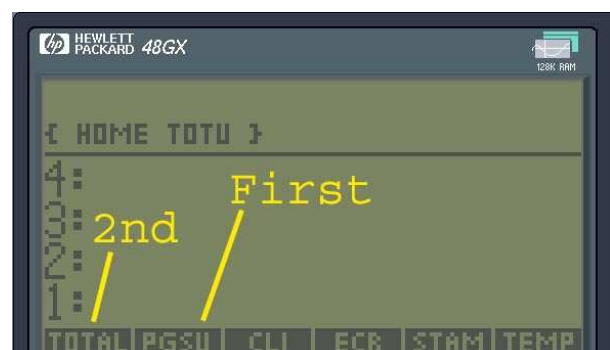 hp HEWLETT PACKARD 48GX
128K RAM
{ HOME TOTU }
4:
First
3:
2nd
2:
1:
TOTAL PGSU CLI ECR STAM TEMP